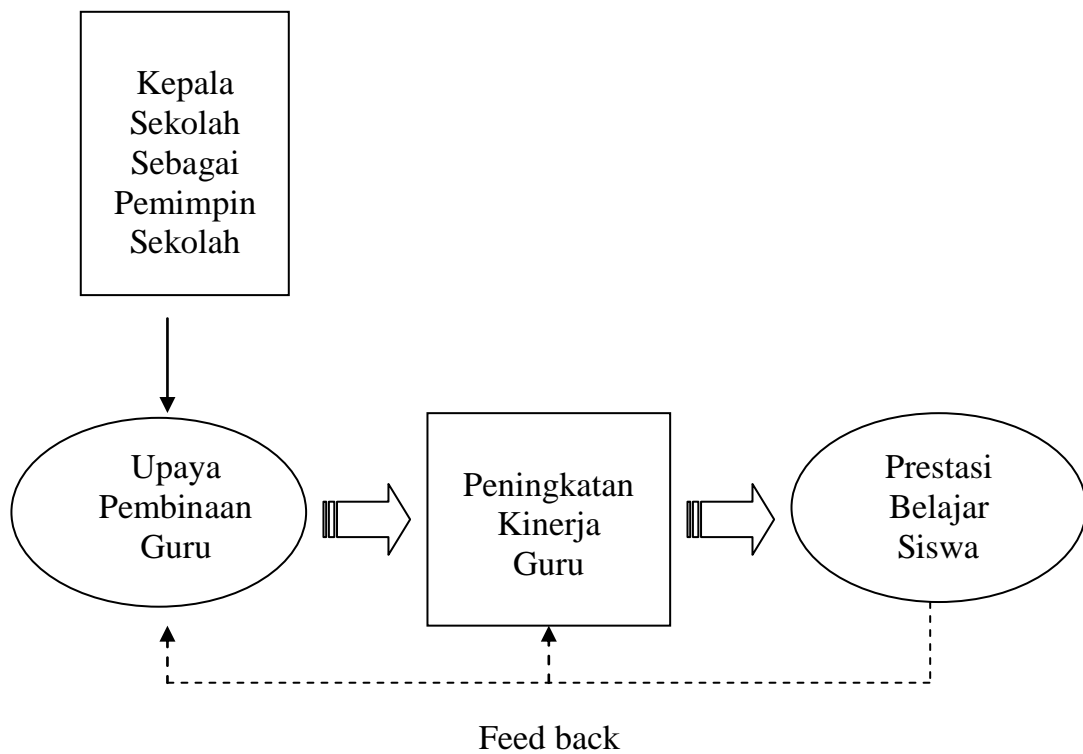 Kepala
Sekolah
Sebagai
Pemimpin
Sekolah
Upaya
Pembinaan
Guru
Peningkatan
Kinerja
Guru
Prestasi
Belajar
Siswa
Feed back